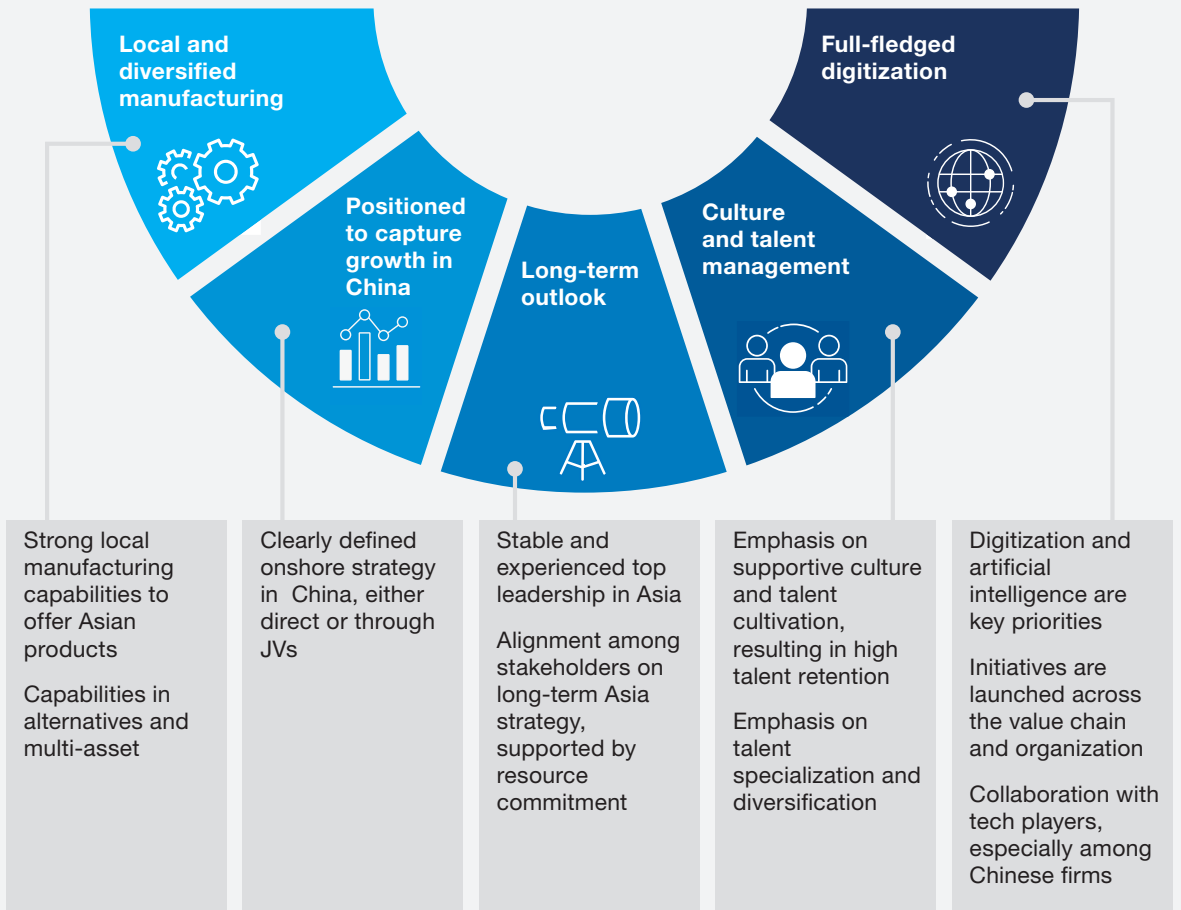 Local and
diversified
manufacturing
Positioned
to capture
growth in
China
Long-term
outlook
Culture
and talent
management
Full-fledged
digitization
Strong local
manufacturing
capabilities to
offer Asian
products
Capabilities in
alternatives and
multi-asset
Clearly defined
onshore strategy
in China, either
direct or through
JVs
Stable and
experienced top
leadership in Asia
Alignment among
stakeholders on
long-term Asia
strategy,
supported by
resource
commitment
Emphasis on
supportive culture
and talent
cultivation,
resulting in high
talent retention
Emphasis on
talent
specialization and
diversification
Digitization and
artificial
intelligence are
key priorities
Initiatives are
launched across
the value chain
and organization
Collaboration with
tech players,
especially among
Chinese firms